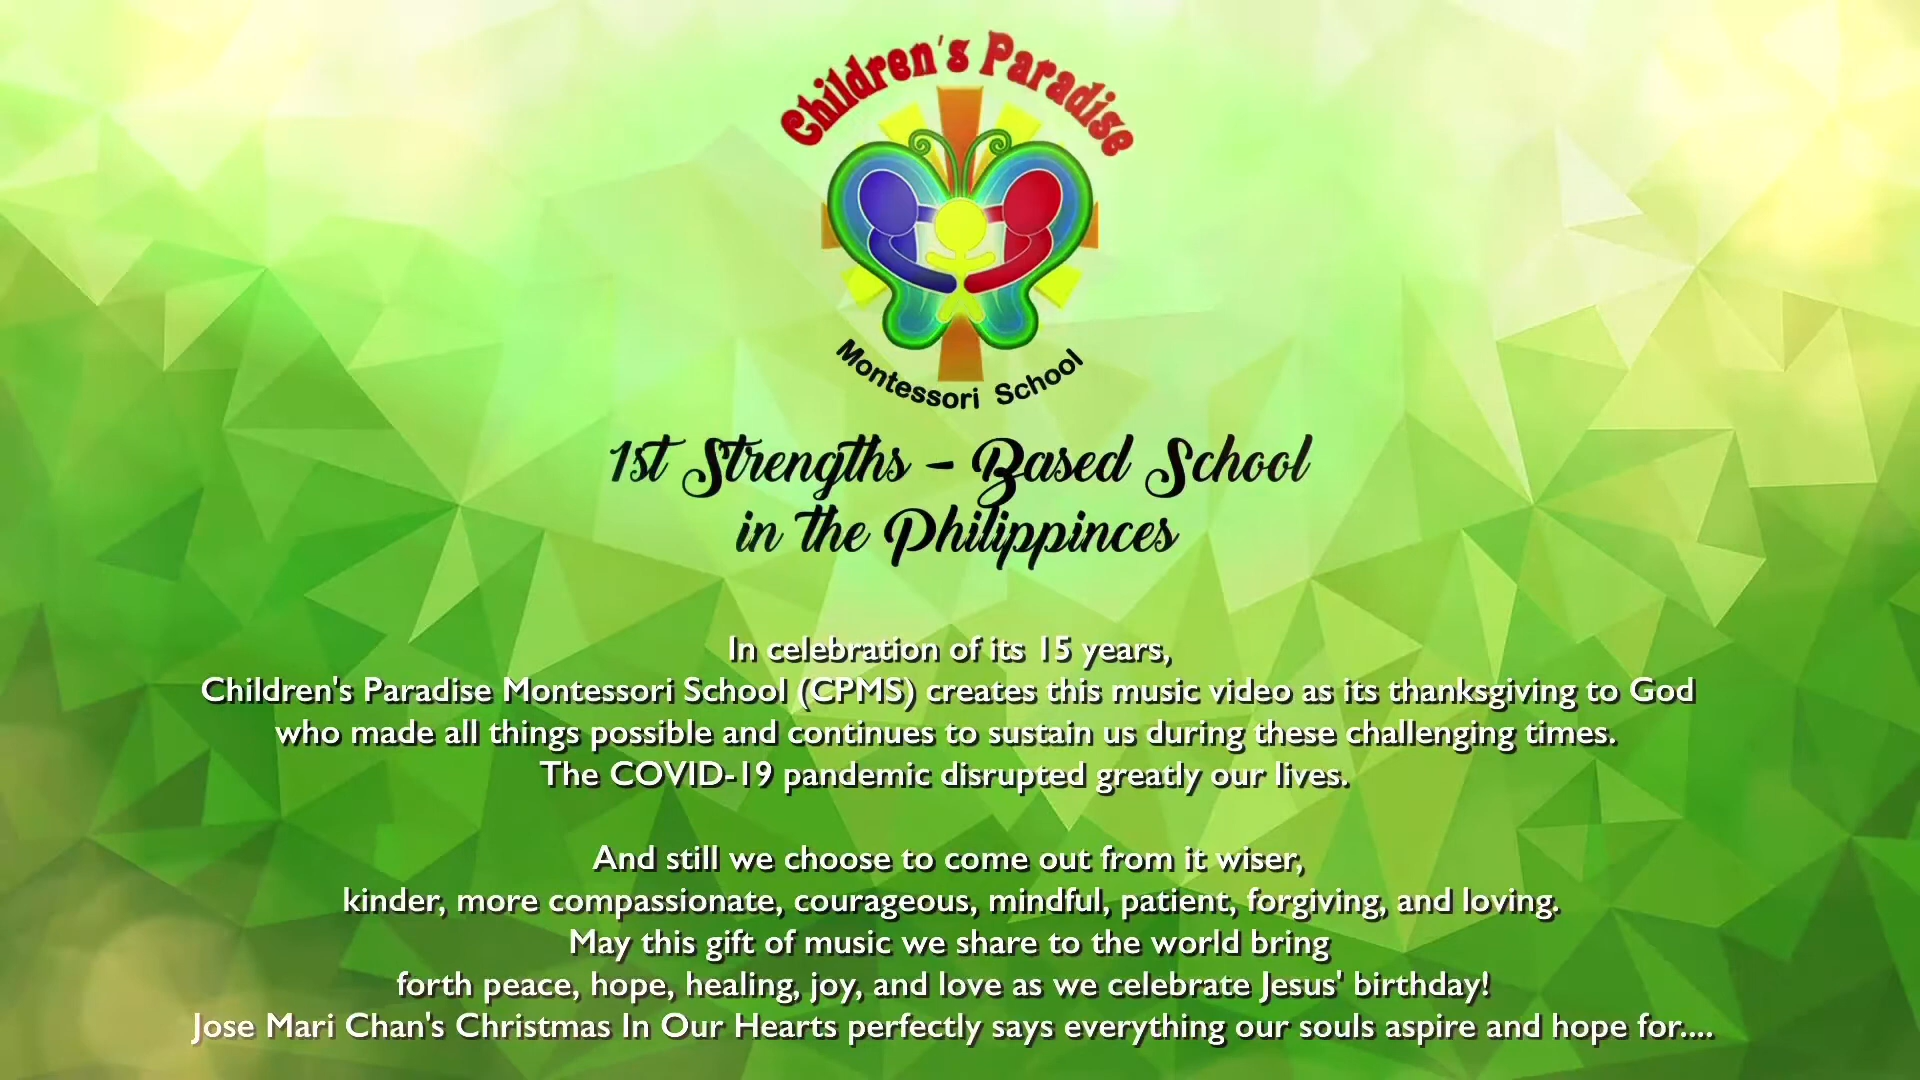 Children's Paradise
Montessori School
1st Strengths - Based School
in the Philippinces
In celebration of its 15 years,
Children's Paradise Montessori School (CPMS) creates this music video as its thanksgiving to God
who made all things possible and continues to sustain us during these challenging times.
The COVID-19 pandemic disrupted greatly our lives.
And still we choose to come out from it wiser,
kinder, more compassionate, courageous, mindful, patient, forgiving, and loving.
May this gift of music we share to the world bring
forth peace, hope, healing, joy, and love as we celebrate Jesus' birthday!
Jose Mari Chan's Christmas In Our Hearts perfectly says everything our souls aspire and hope for....